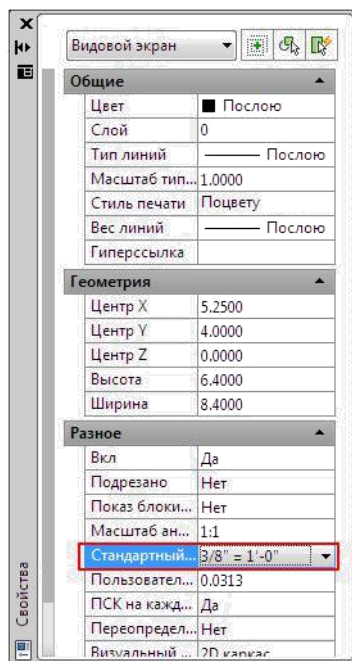 Видовой экран
Общие
Цвет Послою
Слой 0
Тип линий Послою
Масштаб тип... 1.0000
Стиль печати Поцвету
Вес линий Послою
Гиперссылка
Геометрия
Центр X 5.2500
Центр Y 4.0000
Центр Z 0.0000
Высота 6.4000
Ширина 8.4000
Разное
Вкл Да
Подрезано Нет
Показ блоки... Нет
Масштаб ан... 1:1
Стандартный... 3/8" = 1'-0"
Пользовател... 0.0313
ПСК на кажд... Да
Переопредел... Нет
Визуальный ... 2D каркас
Свойства